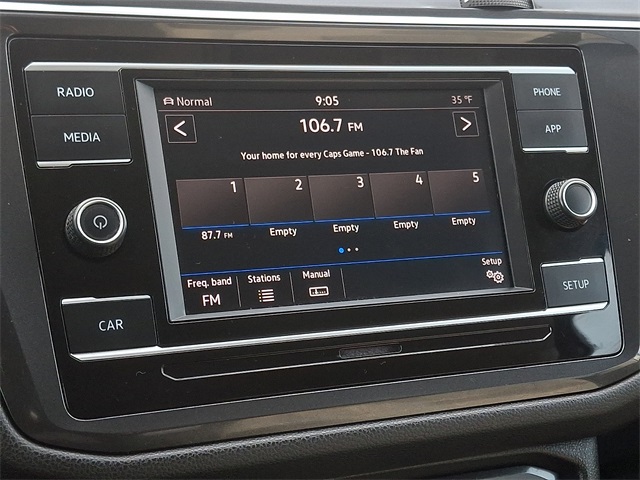 RADIO
MEDIA
CAR
Normal 9:05 35 °F
< 106.7 FM >
Your home for every Caps Game - 106.7 The Fan
1 2 3 4 5
87.7 FM Empty Empty Empty Empty
Freq. band Stations Manual Setup
FM
PHONE
APP
SETUP